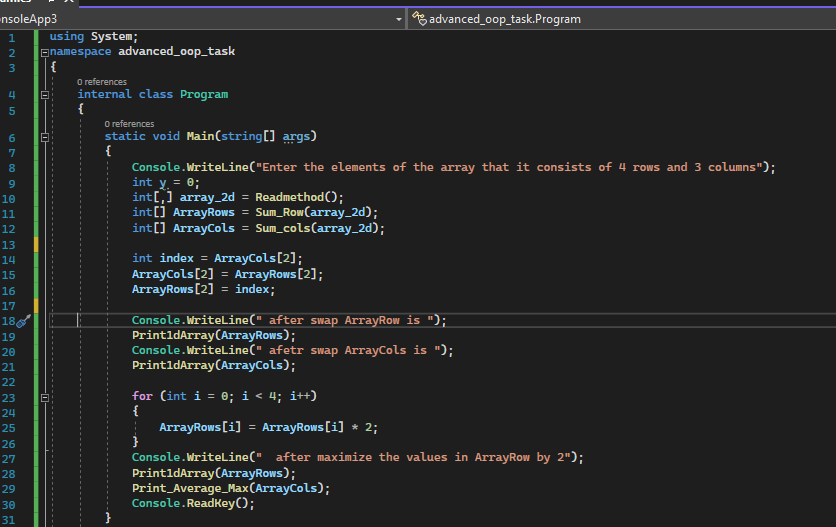 nsoleApp3
advanced_oop_task.Program
1 using System;
2 namespace advanced_oop_task
3 {
0 references
4 internal class Program
5 {
0 references
6 static void Main(string[] args)
7 {
8 Console.WriteLine("Enter the elements of the array that it consists of 4 rows and 3 columns");
9 int y = 0;
10 int[,] array_2d = Readmethod();
11 int[] ArrayRows = Sum_Row(array_2d);
12 int[] ArrayCols = Sum_cols(array_2d);
13
14 int index = ArrayCols[2];
15 ArrayCols[2] = ArrayRows[2];
16 ArrayRows[2] = index;
17
18 Console.WriteLine(" after swap ArrayRow is ");
19 Print1dArray(ArrayRows);
20 Console.WriteLine(" afetr swap ArrayCols is ");
21 Print1dArray(ArrayCols);
22
23 for (int i = 0; i < 4; i++)
24 {
25 ArrayRows[i] = ArrayRows[i] * 2;
26 }
27 Console.WriteLine("  after maximize the values in ArrayRow by 2");
28 Print1dArray(ArrayRows);
29 Print_Average_Max(ArrayCols);
30 Console.ReadKey();
31 }